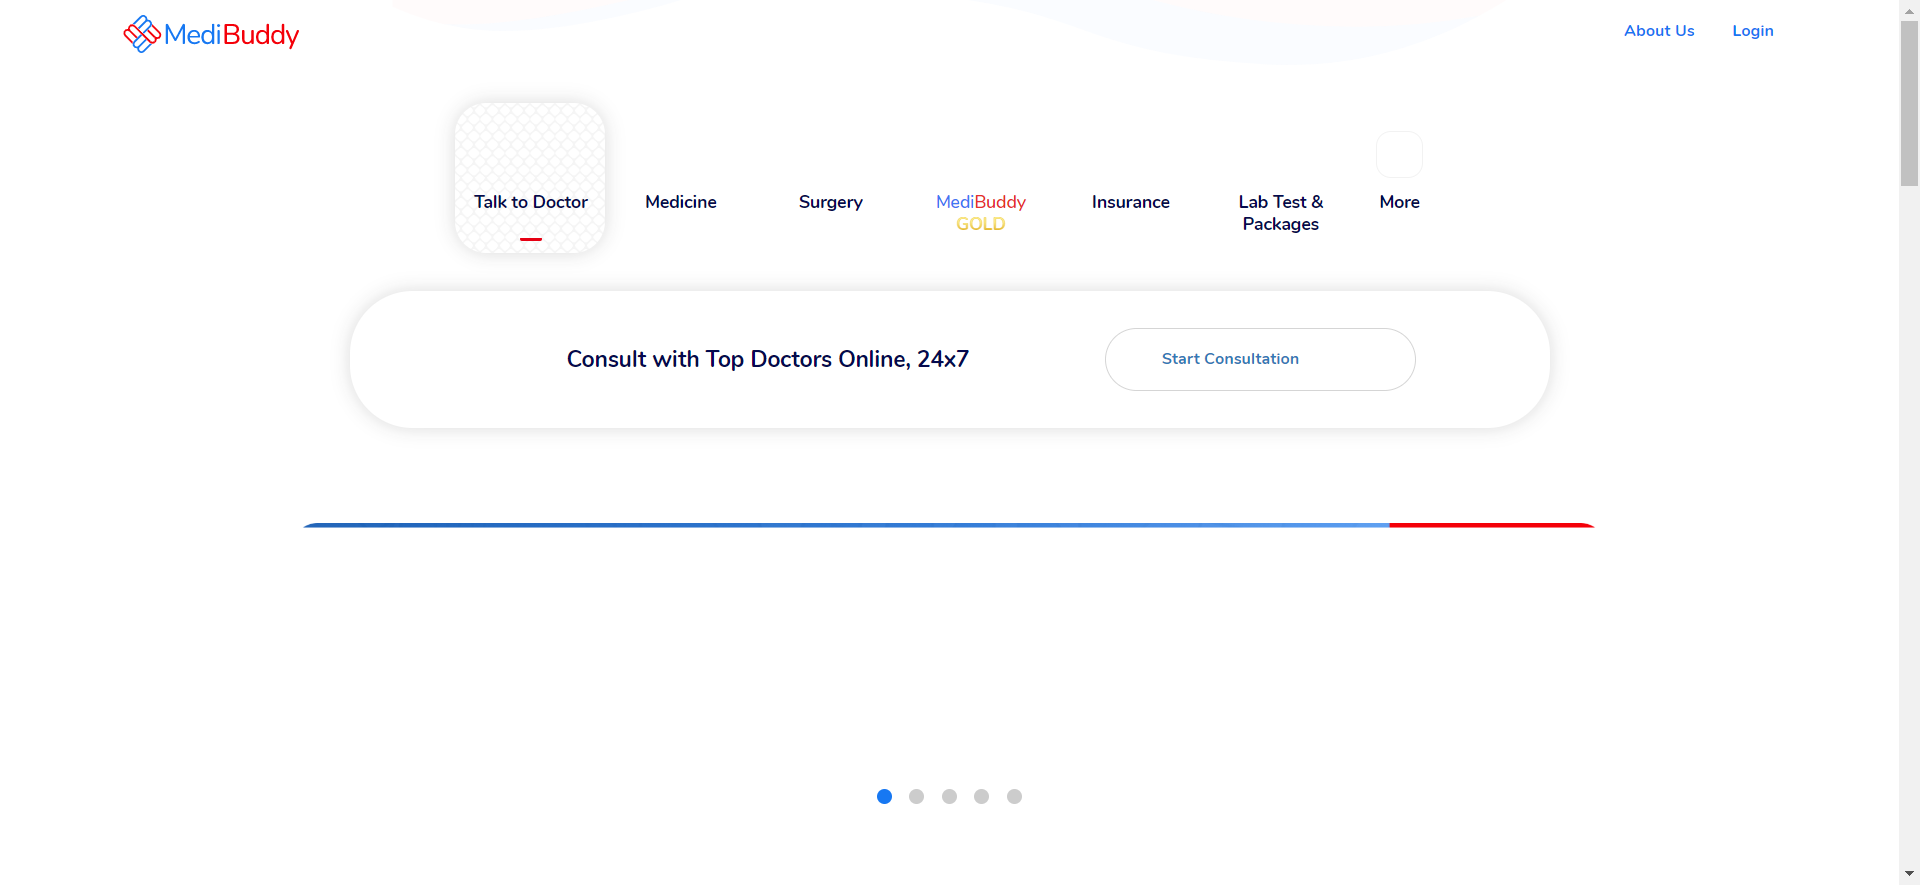 MediBuddy
About Us
Login
Talk to Doctor
Medicine
Surgery
MediBuddy
GOLD
Insurance
Lab Test &
Packages
More
Consult with Top Doctors Online, 24x7
Start Consultation